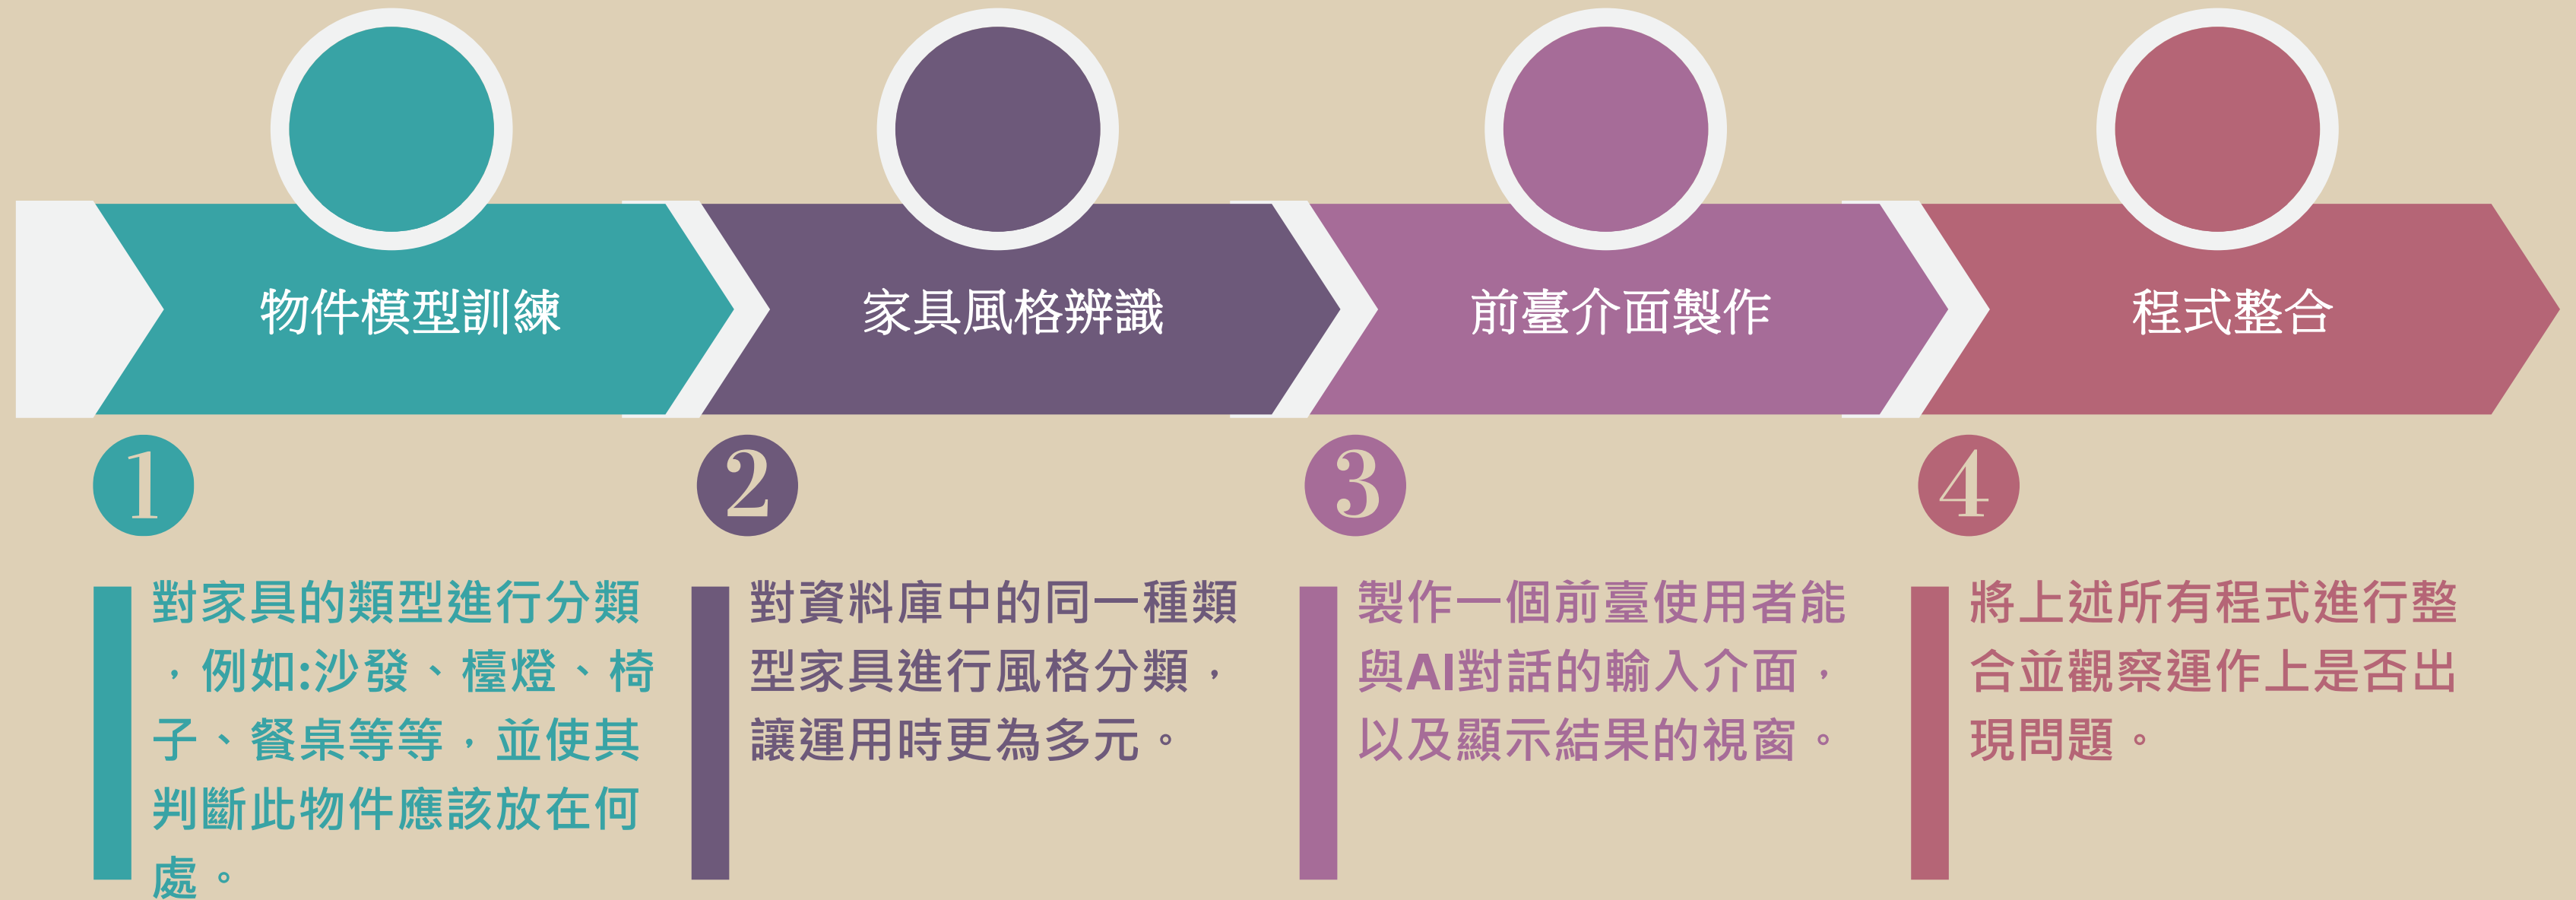 物件模型訓練
家具風格辨識
前臺介面製作
程式整合
1
對家具的類型進行分類
，例如:沙發、檯燈、椅
子、餐桌等等，並使其
判斷此物件應該放在何
處。
2
對資料庫中的同一種類
型家具進行風格分類，
讓運用時更為多元。
3
製作一個前臺使用者能
與AI對話的輸入介面，
以及顯示結果的視窗。
4
將上述所有程式進行整
合並觀察運作上是否出
現問題。